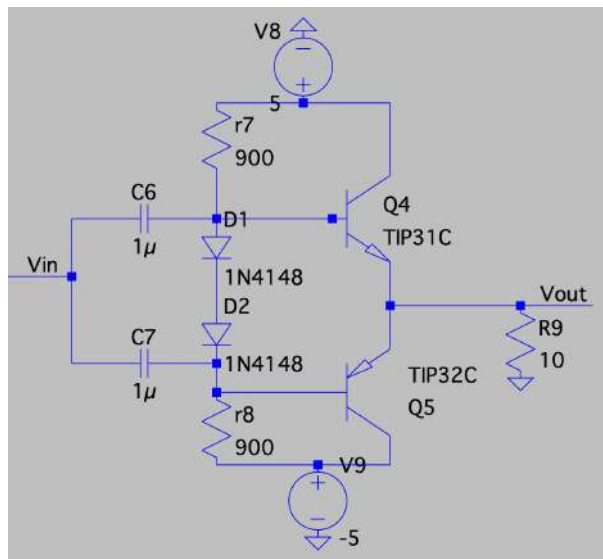 V8
5
r7
900
C6
1µ
D1
Q4
TIP31C
Vin
1N4148
D2
Vout
R9
10
C7
1µ
1N4148
TIP32C
Q5
r8
900
V9
-5